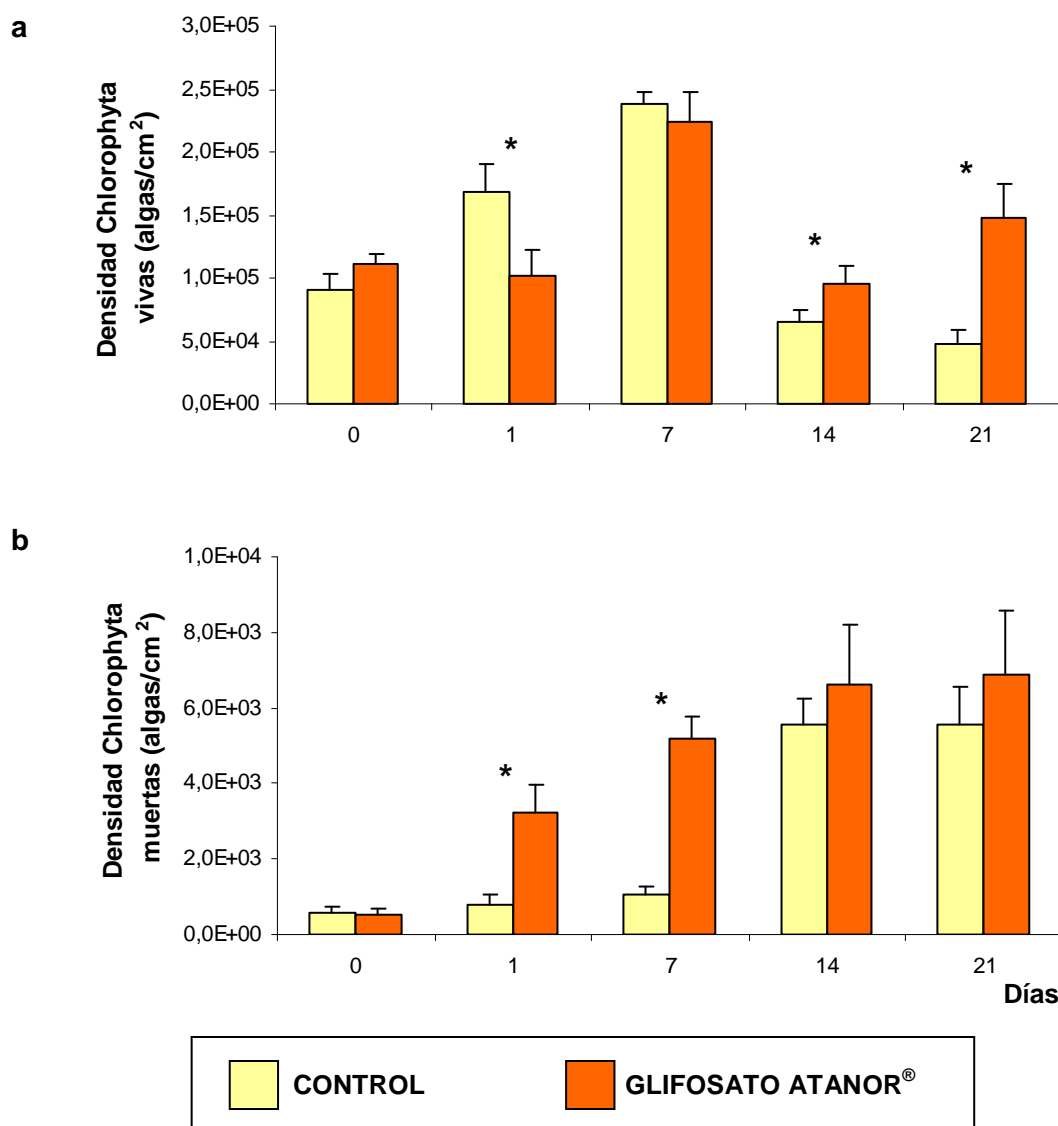 a
Densidad Chlorophyta
vivas (algas/cm²)
3,0E+05
2,5E+05
2,0E+05
1,5E+05
1,0E+05
5,0E+04
0,0E+00
*
*
*
0 1 7 14 21
b
Densidad Chlorophyta
muertas (algas/cm²)
1,0E+04
8,0E+03
6,0E+03
4,0E+03
2,0E+03
0,0E+00
*
*
0 1 7 14 21
Días
CONTROL GLIFOSATO ATANOR®